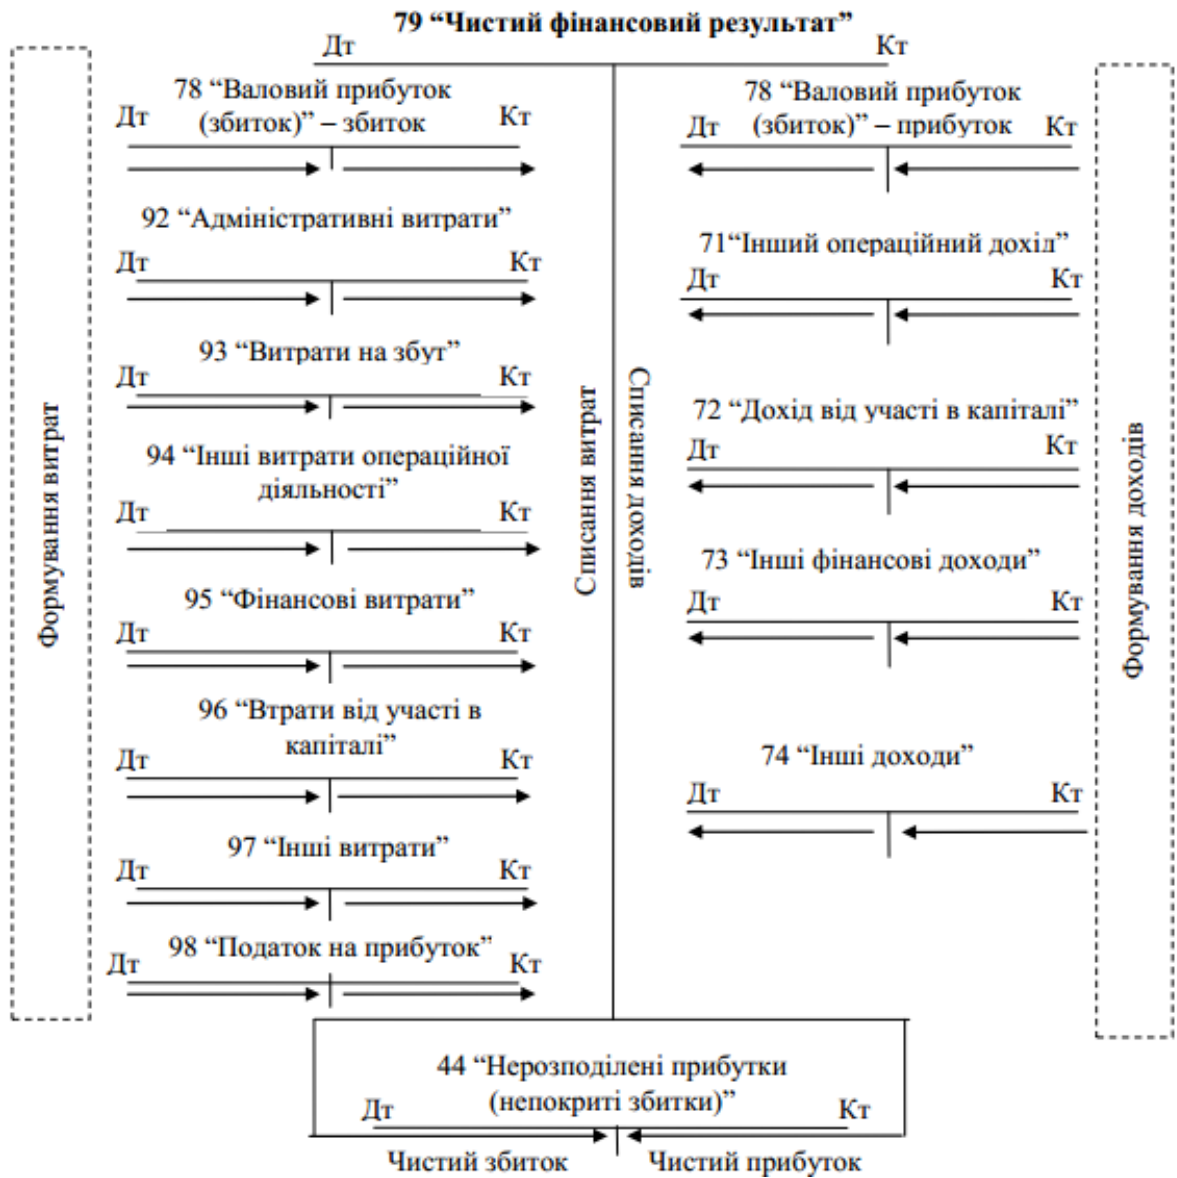 79 “Чистий фінансовий результат”
Дт
Кт
Формування витрат
78 “Валовий прибуток
(збиток)” – збиток
Дт
Кт
92 “Адміністративні витрати”
Дт
Кт
93 “Витрати на збут”
Дт
Кт
94 “Інші витрати операційної
діяльності”
Дт
Кт
95 “Фінансові витрати”
Дт
Кт
96 “Втрати від участі в
капіталі”
Дт
Кт
97 “Інші витрати”
Дт
Кт
98 “Податок на прибуток”
Дт
Кт
Списання витрат
Списання доходів
78 “Валовий прибуток
(збиток)” – прибуток
Дт
Кт
71“Інший операційний дохід”
Дт
Кт
72 “Дохід від участі в капіталі”
Дт
Кт
73 “Інші фінансові доходи”
Дт
Кт
74 “Інші доходи”
Дт
Кт
Формування доходів
44 “Нерозподілені прибутки
(непокриті збитки)”
Дт
Кт
Чистий збиток
Чистий прибуток